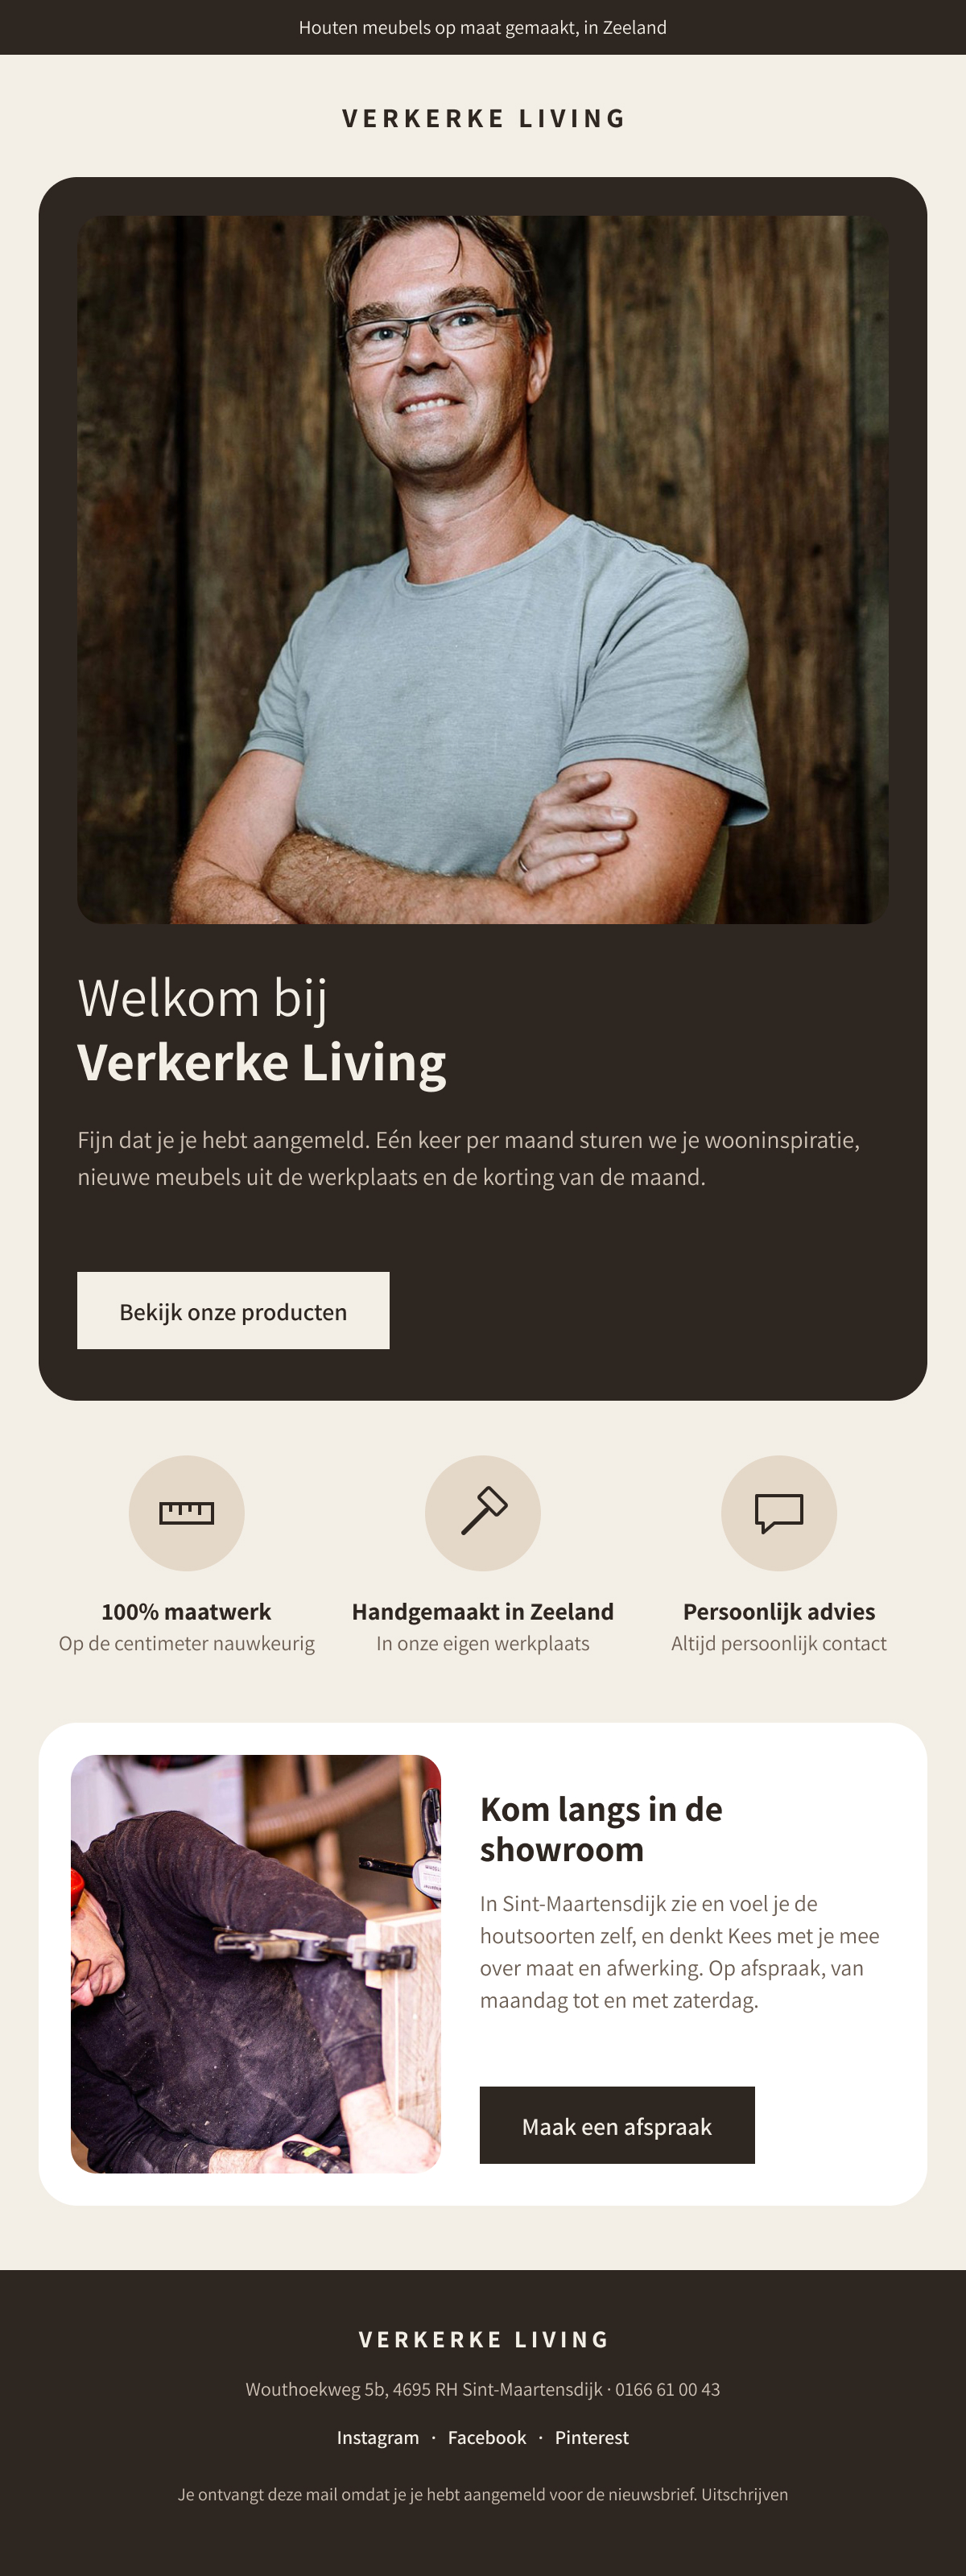 Houten meubels op maat gemaakt, in Zeeland
VERKERKE LIVING
Welkom bij
Verkerke Living
Fijn dat je je hebt aangemeld. Eén keer per maand sturen we je wooninspiratie,
nieuwe meubels uit de werkplaats en de korting van de maand.
Bekijk onze producten
100% maatwerk
Op de centimeter nauwkeurig
Handgemaakt in Zeeland
In onze eigen werkplaats
Persoonlijk advies
Altijd persoonlijk contact
Kom langs in de
showroom
In Sint-Maartensdijk zie en voel je de
houtsoorten zelf, en denkt Kees met je mee
over maat en afwerking. Op afspraak, van
maandag tot en met zaterdag.
Maak een afspraak
VERKERKE LIVING
Wouthoekweg 5b, 4695 RH Sint-Maartensdijk · 0166 61 00 43
Instagram · Facebook · Pinterest
Je ontvangt deze mail omdat je je hebt aangemeld voor de nieuwsbrief. Uitschrijven